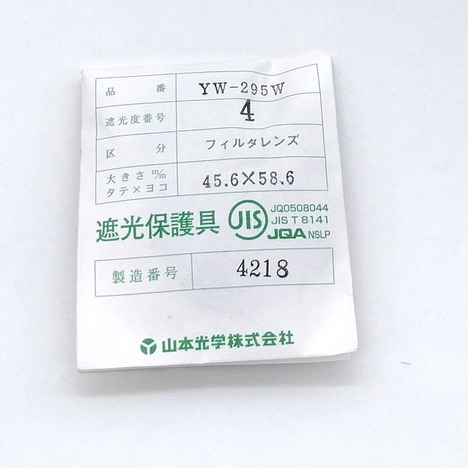 品番 YW-295W
遮光度番号 4
区分 フィルタレンズ
大きさ m/m
タテ×ヨコ 45.6×58.6
遮光保護具 JIS JQ0508044
JIS T 8141
JQA NSLP
製造番号 4218
山本光学株式会社